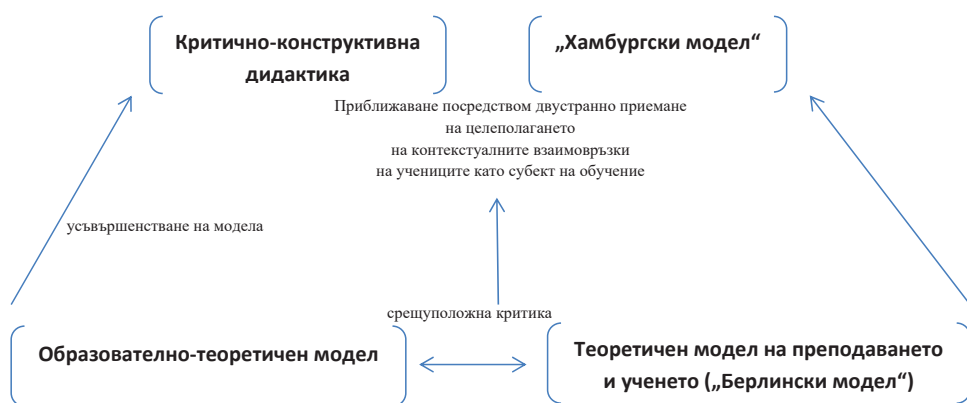 Критично-конструктивна
дидактика
„Хамбургски модел“
Приближаване посредством двустранно приемане
на целеполагането
на контекстуалните взаимовръзки
на учениците като субект на обучение
усъвършенстване на модела
срещуположна критика
Образователно-теоретичен модел
Теоретичен модел на преподаването
и ученето („Берлински модел“)